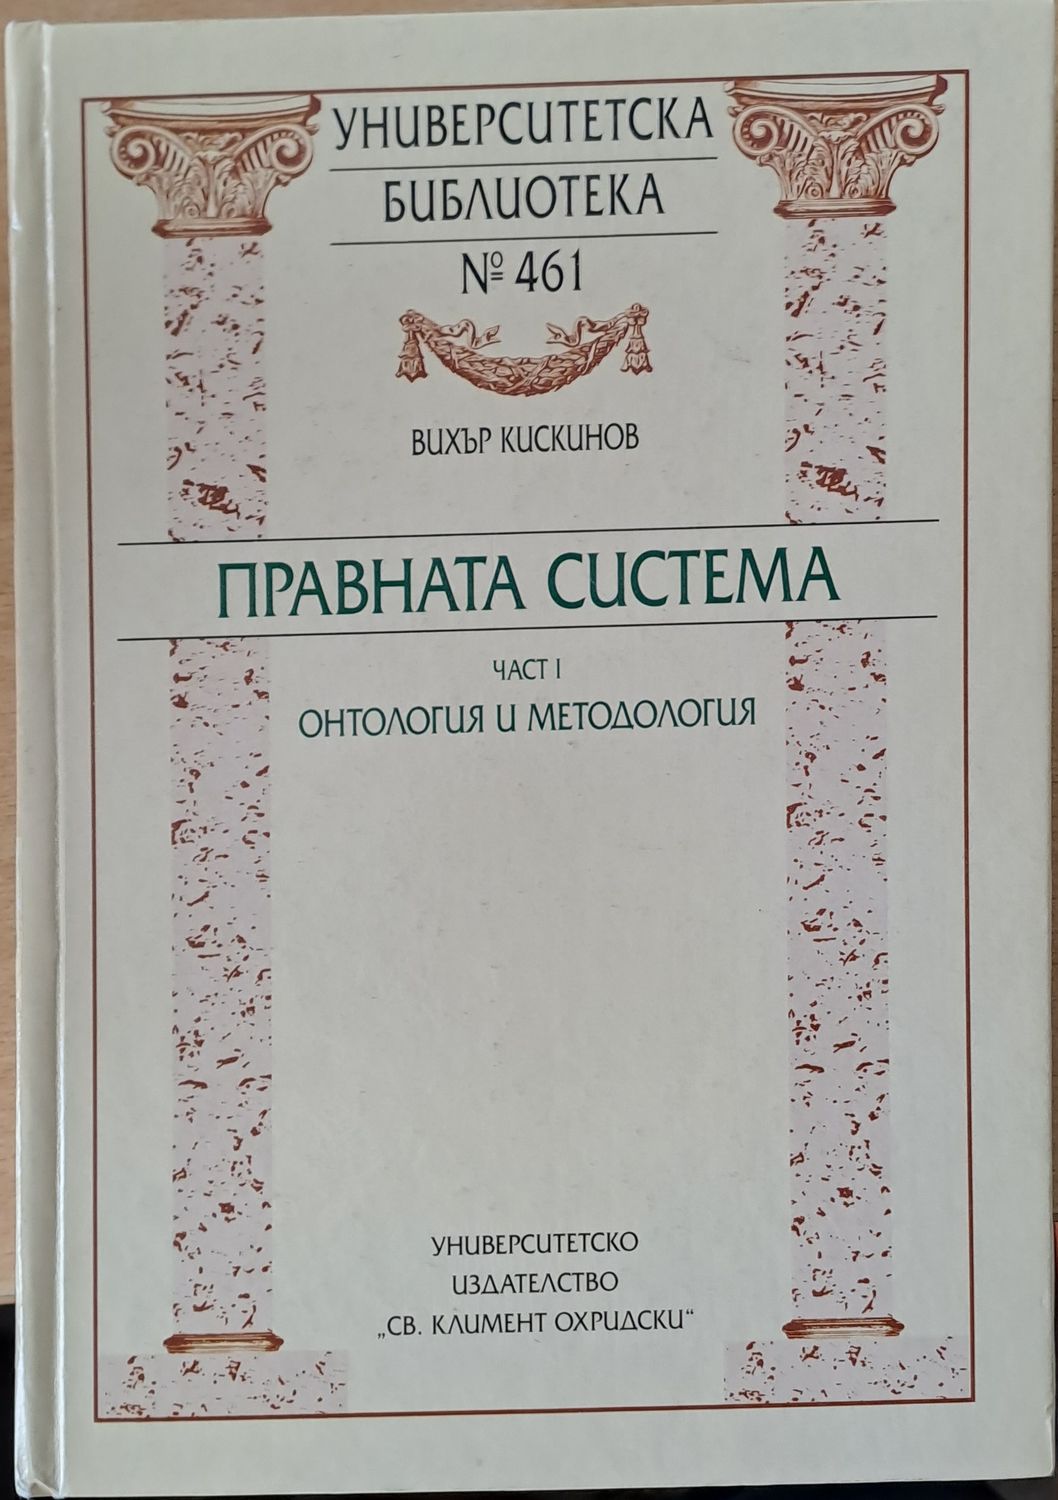 УНИВЕРСИТЕТСКА
БИБЛИОТЕКА
№ 461
ВИХЪР КИСКИНОВ
ПРАВНАТА СИСТЕМА
ЧАСТ I
ОНТОЛОГИЯ И МЕТОДОЛОГИЯ
УНИВЕРСИТЕТСКО
ИЗДАТЕЛСТВО
„СВ. КЛИМЕНТ ОХРИДСКИ“